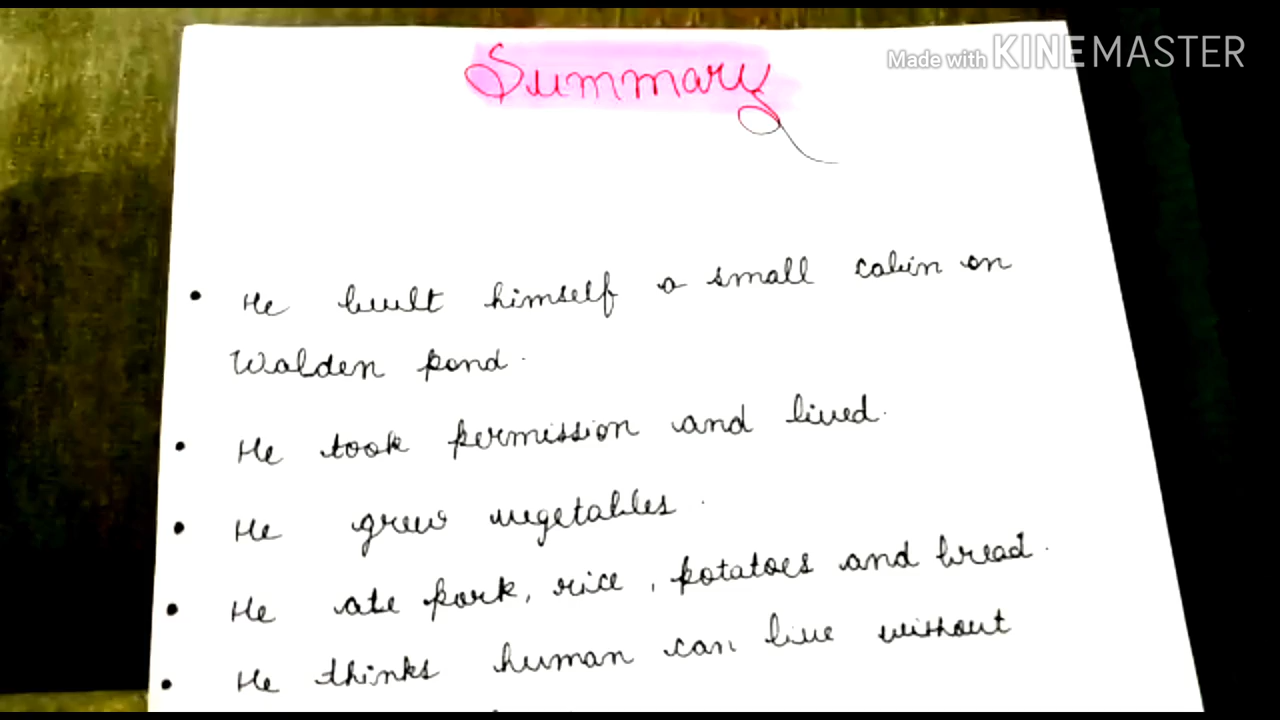 Made with KINEMASTER
Summary
• He built himself a small cabin on
Walden pond.
• He took permission and lived.
• He grew vegetables.
• He ate pork, rice, potatoes and bread.
• He thinks human can live without